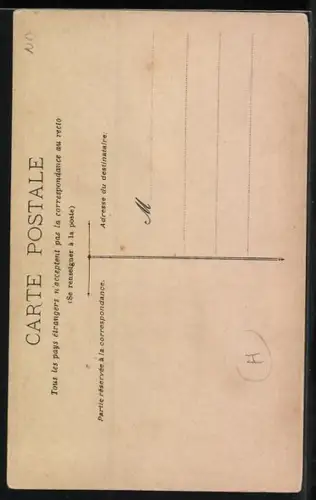 CARTE POSTALE
Tous les pays étrangers n'acceptent pas la correspondance au recto
(Se renseigner à la poste)
Partie réservée à la correspondance.
Adresse du destinataire.
M
(H)